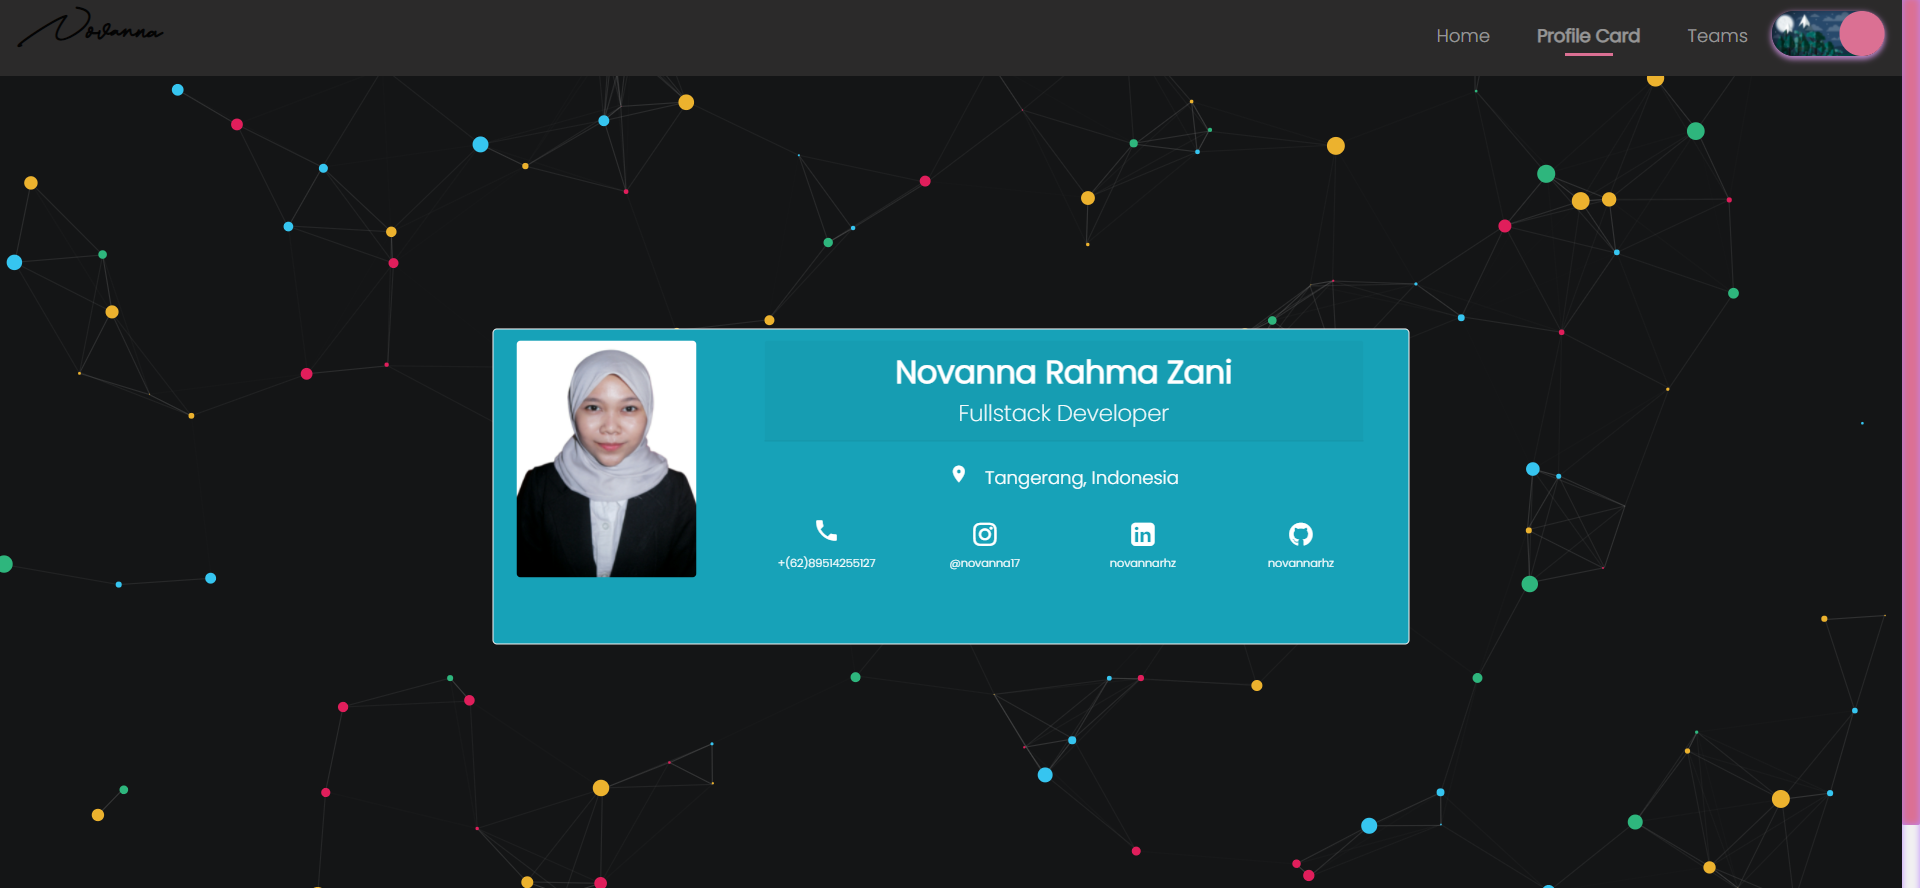 Novanna
Home
Profile Card
Teams
Novanna Rahma Zani
Fullstack Developer
Tangerang, Indonesia
+(62)89514255127
@novanna17
novannarhz
novannarhz